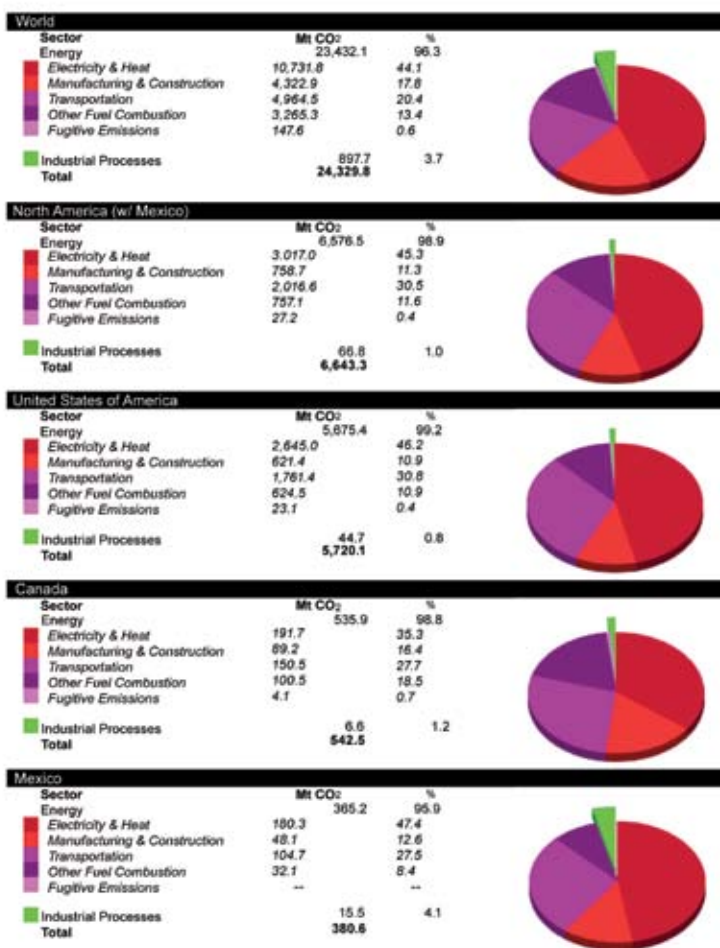 World
Sector Mt CO2 %
Energy 23,432.1 96.3
Electricity & Heat 10,731.8 44.1
Manufacturing & Construction 4,322.9 17.8
Transportation 4,964.5 20.4
Other Fuel Combustion 3,265.3 13.4
Fugitive Emissions 147.6 0.6
Industrial Processes 897.7 3.7
Total 24,329.8
North America (w/ Mexico)
Sector Mt CO2 %
Energy 6,576.5 98.9
Electricity & Heat 3.017.0 45.3
Manufacturing & Construction 758.7 11.3
Transportation 2,016.6 30.5
Other Fuel Combustion 757.1 11.6
Fugitive Emissions 27.2 0.4
Industrial Processes 66.8 1.0
Total 6,643.3
United States of America
Sector Mt CO2 %
Energy 5,675.4 99.2
Electricity & Heat 2,645.0 46.2
Manufacturing & Construction 621.4 10.9
Transportation 1,761.4 30.8
Other Fuel Combustion 624.5 10.9
Fugitive Emissions 23.1 0.4
Industrial Processes 44.7 0.8
Total 5,720.1
Canada
Sector Mt CO2 %
Energy 535.9 98.8
Electricity & Heat 191.7 35.3
Manufacturing & Construction 89.2 16.4
Transportation 150.5 27.7
Other Fuel Combustion 100.5 18.5
Fugitive Emissions 4.1 0.7
Industrial Processes 6.6 1.2
Total 542.5
Mexico
Sector Mt CO2 %
Energy 365.2 95.9
Electricity & Heat 180.3 47.4
Manufacturing & Construction 48.1 12.6
Transportation 104.7 27.5
Other Fuel Combustion 32.1 8.4
Fugitive Emissions -- --
Industrial Processes 15.5 4.1
Total 380.6